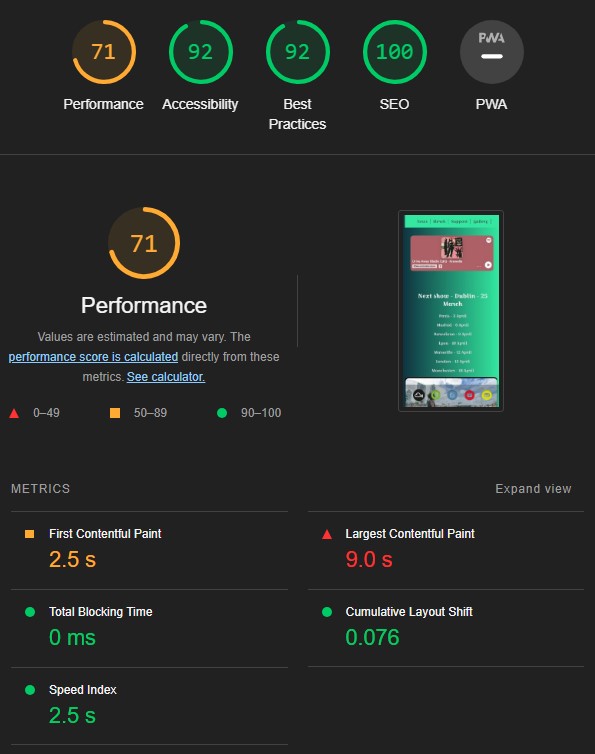 71
92
92
100
PWA
Performance
Accessibility
Best
Practices
SEO
PWA
71
Performance
Values are estimated and may vary. The
performance score is calculated directly from these
metrics. See calculator.
0–49
50–89
90–100
Next show - Dublin - 25
March
METRICS
Expand view
First Contentful Paint
2.5 s
Largest Contentful Paint
9.0 s
Total Blocking Time
0 ms
Cumulative Layout Shift
0.076
Speed Index
2.5 s